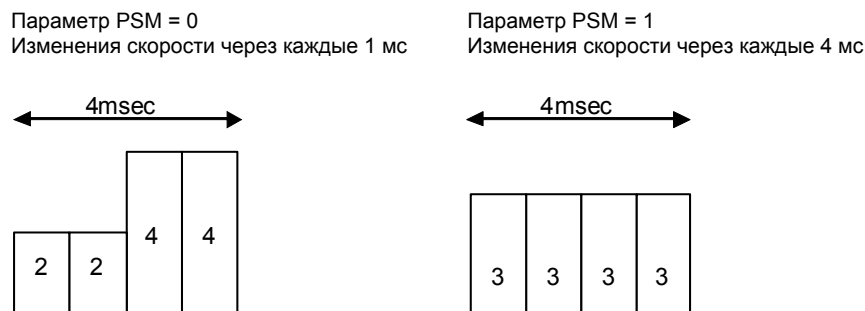 Параметр PSM = 0
Изменения скорости через каждые 1 мс
4msec
2 2 4 4
Параметр PSM = 1
Изменения скорости через каждые 4 мс
4msec
3 3 3 3